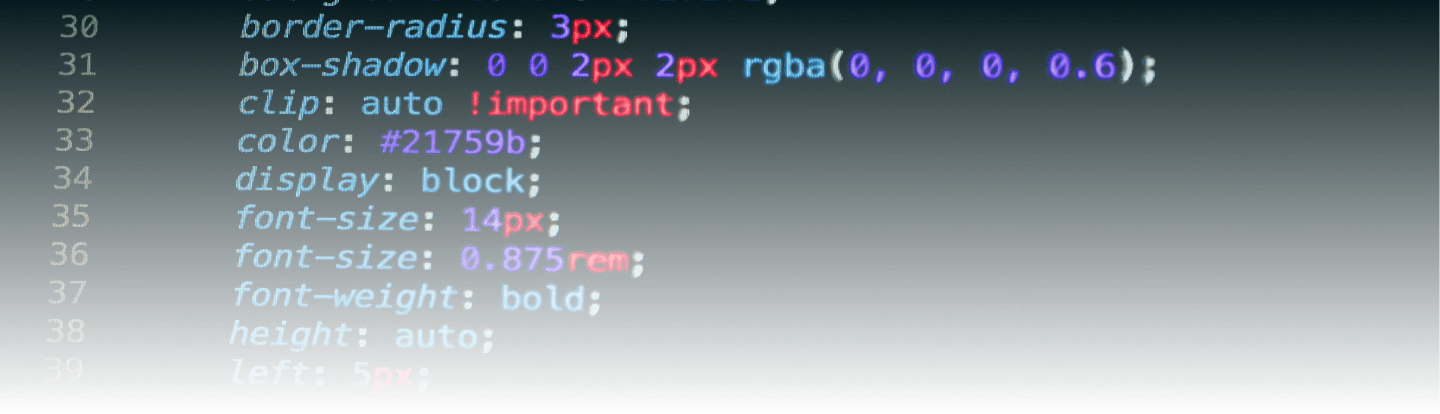 30 border-radius: 3px;
31 box-shadow: 0 0 2px 2px rgba(0, 0, 0, 0.6);
32 clip: auto !important;
33 color: #21759b;
34 display: block;
35 font-size: 14px;
36 font-size: 0.875rem;
37 font-weight: bold;
38 height: auto;
39 left: 5px;